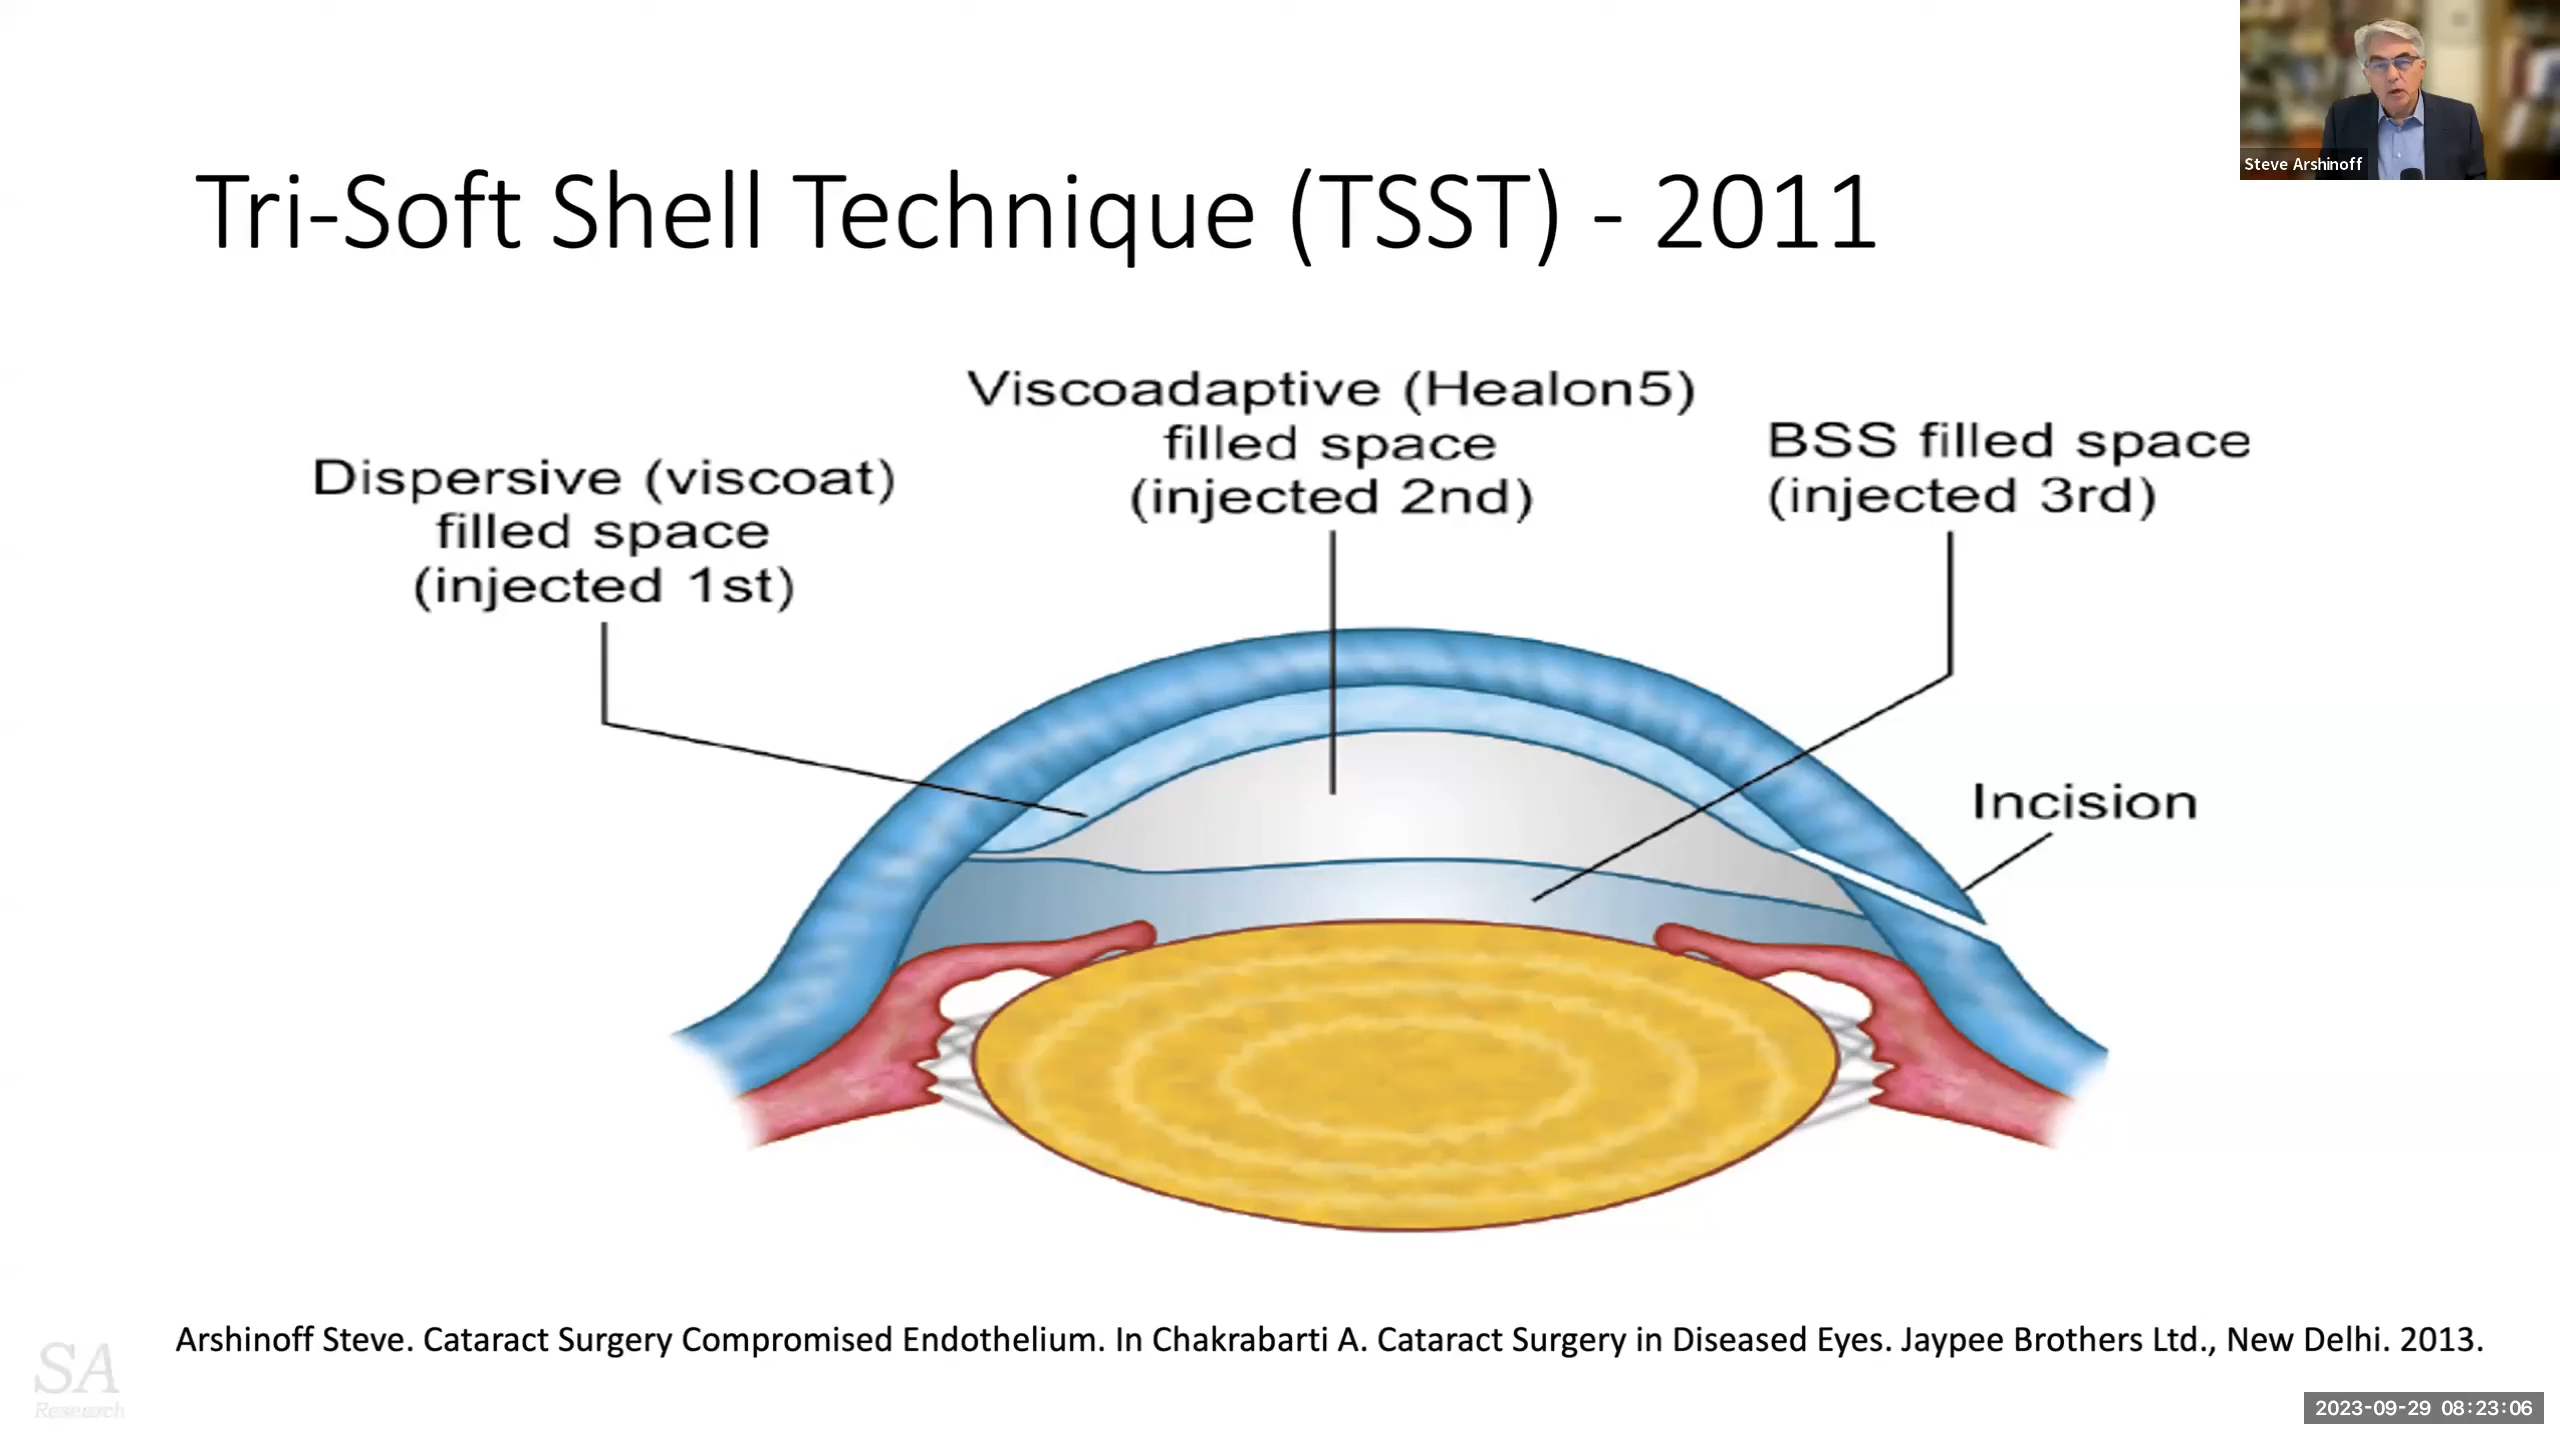 Steve Arshinoff
Tri-Soft Shell Technique (TSST) - 2011
Dispersive (viscoat)
filled space
(injected 1st)
Viscoadaptive (Healon5)
filled space
(injected 2nd)
BSS filled space
(injected 3rd)
Incision
Arshinoff Steve. Cataract Surgery Compromised Endothelium. In Chakrabarti A. Cataract Surgery in Diseased Eyes. Jaypee Brothers Ltd., New Delhi. 2013.
SA
Research
2023-09-29 08:23:06